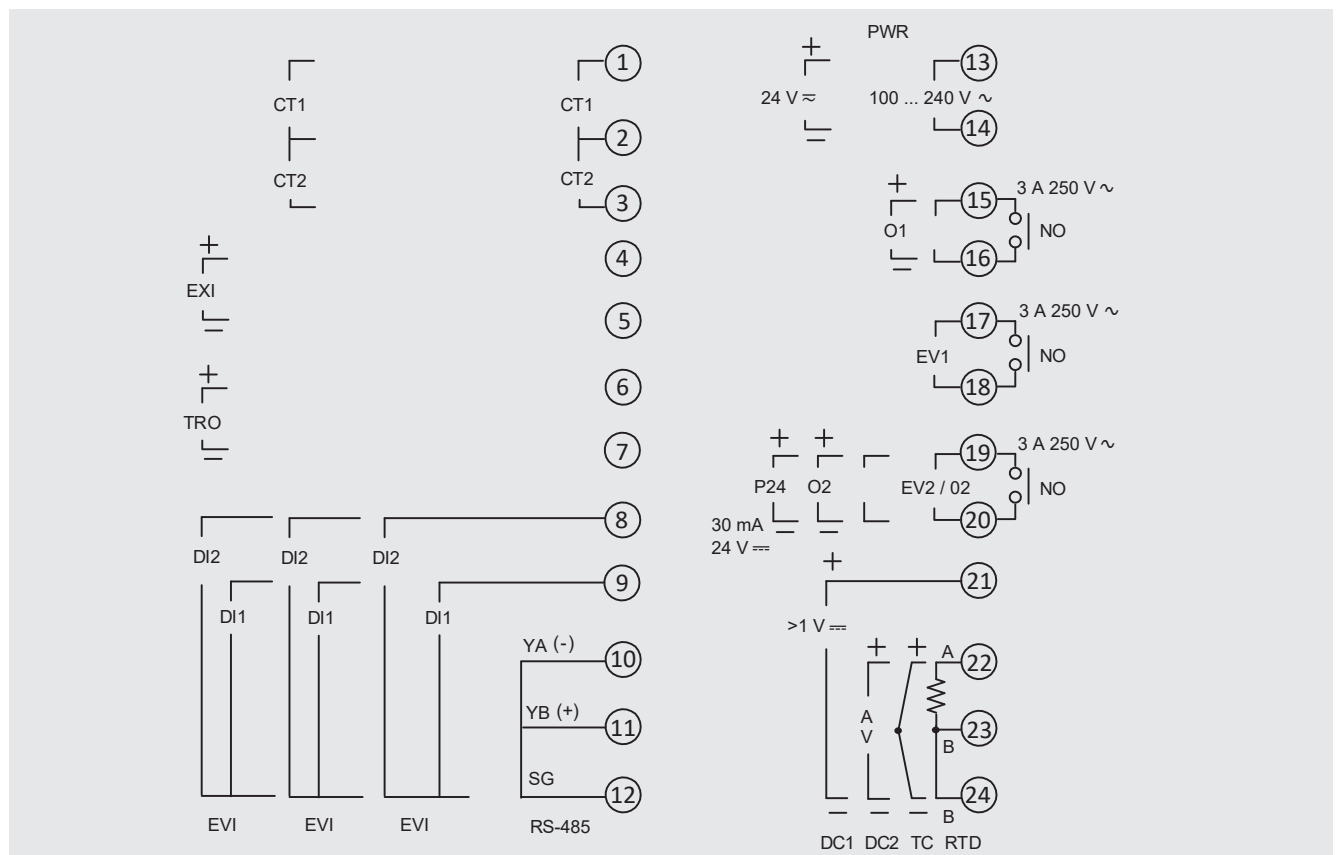 CT1
CT2
EXI
TRO
DI2
DI1
EVI
DI2
DI1
EVI
DI2
DI1
EVI
CT1
CT2
1
2
3
4
5
6
7
8
9
YA (-)
10
YB (+)
11
SG
12
RS-485
PWR
+
24 V ≂
100 ... 240 V ∿
13
14
+
O1
15
16
3 A 250 V ∿
NO
EV1
17
18
3 A 250 V ∿
NO
+
P24
30 mA
24 V ⎓
+
O2
EV2 / 02
19
20
3 A 250 V ∿
NO
+
21
>1 V ⎓
+
+
A
22
A
V
23
B
24
B
DC1 DC2 TC RTD